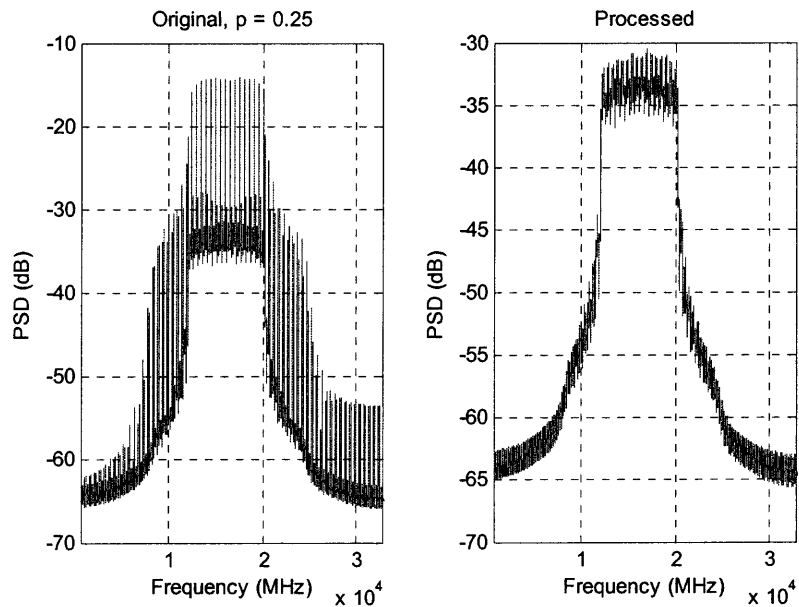 Original, p = 0.25
-10
-20
-30
-40
-50
-60
-70
PSD (dB)
1
2
3
Frequency (MHz)
x 10^4
Processed
-30
-35
-40
-45
-50
-55
-60
-65
-70
PSD (dB)
1
2
3
Frequency (MHz)
x 10^4